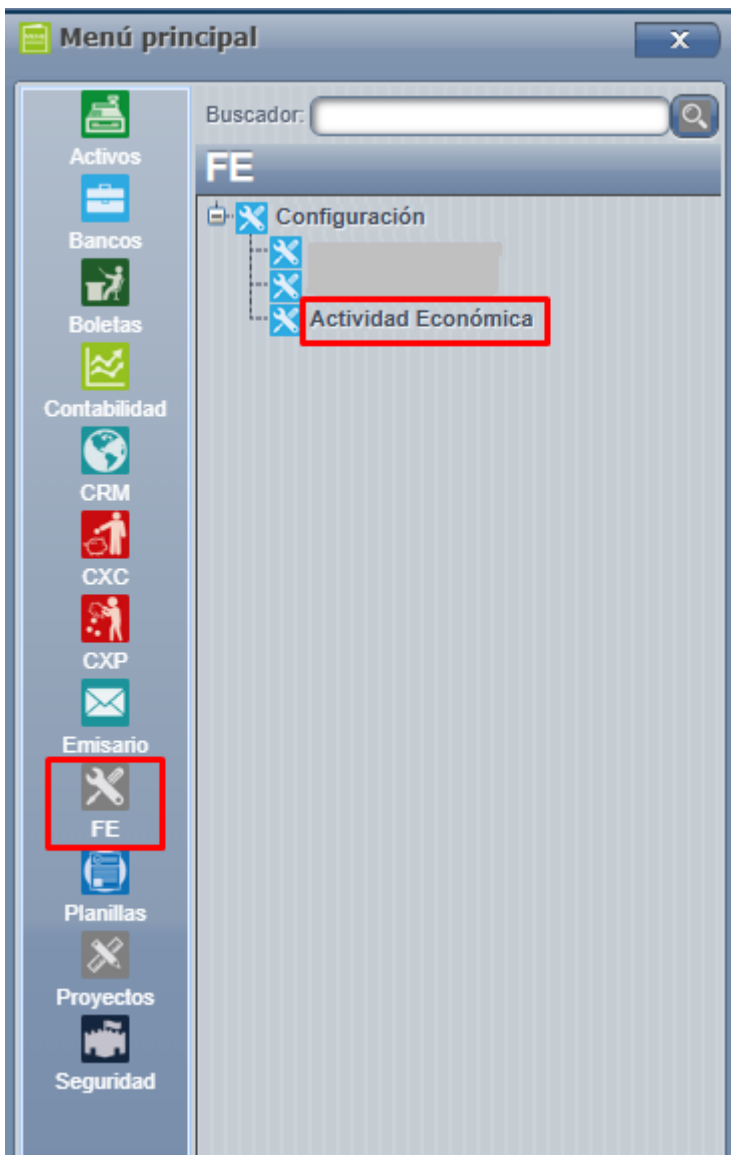 Menú principal
x
Activos
Bancos
Boletas
Contabilidad
CRM
CXC
CXP
Emisario
FE
Planillas
Proyectos
Seguridad
Buscador:
FE
Configuración
Actividad Económica